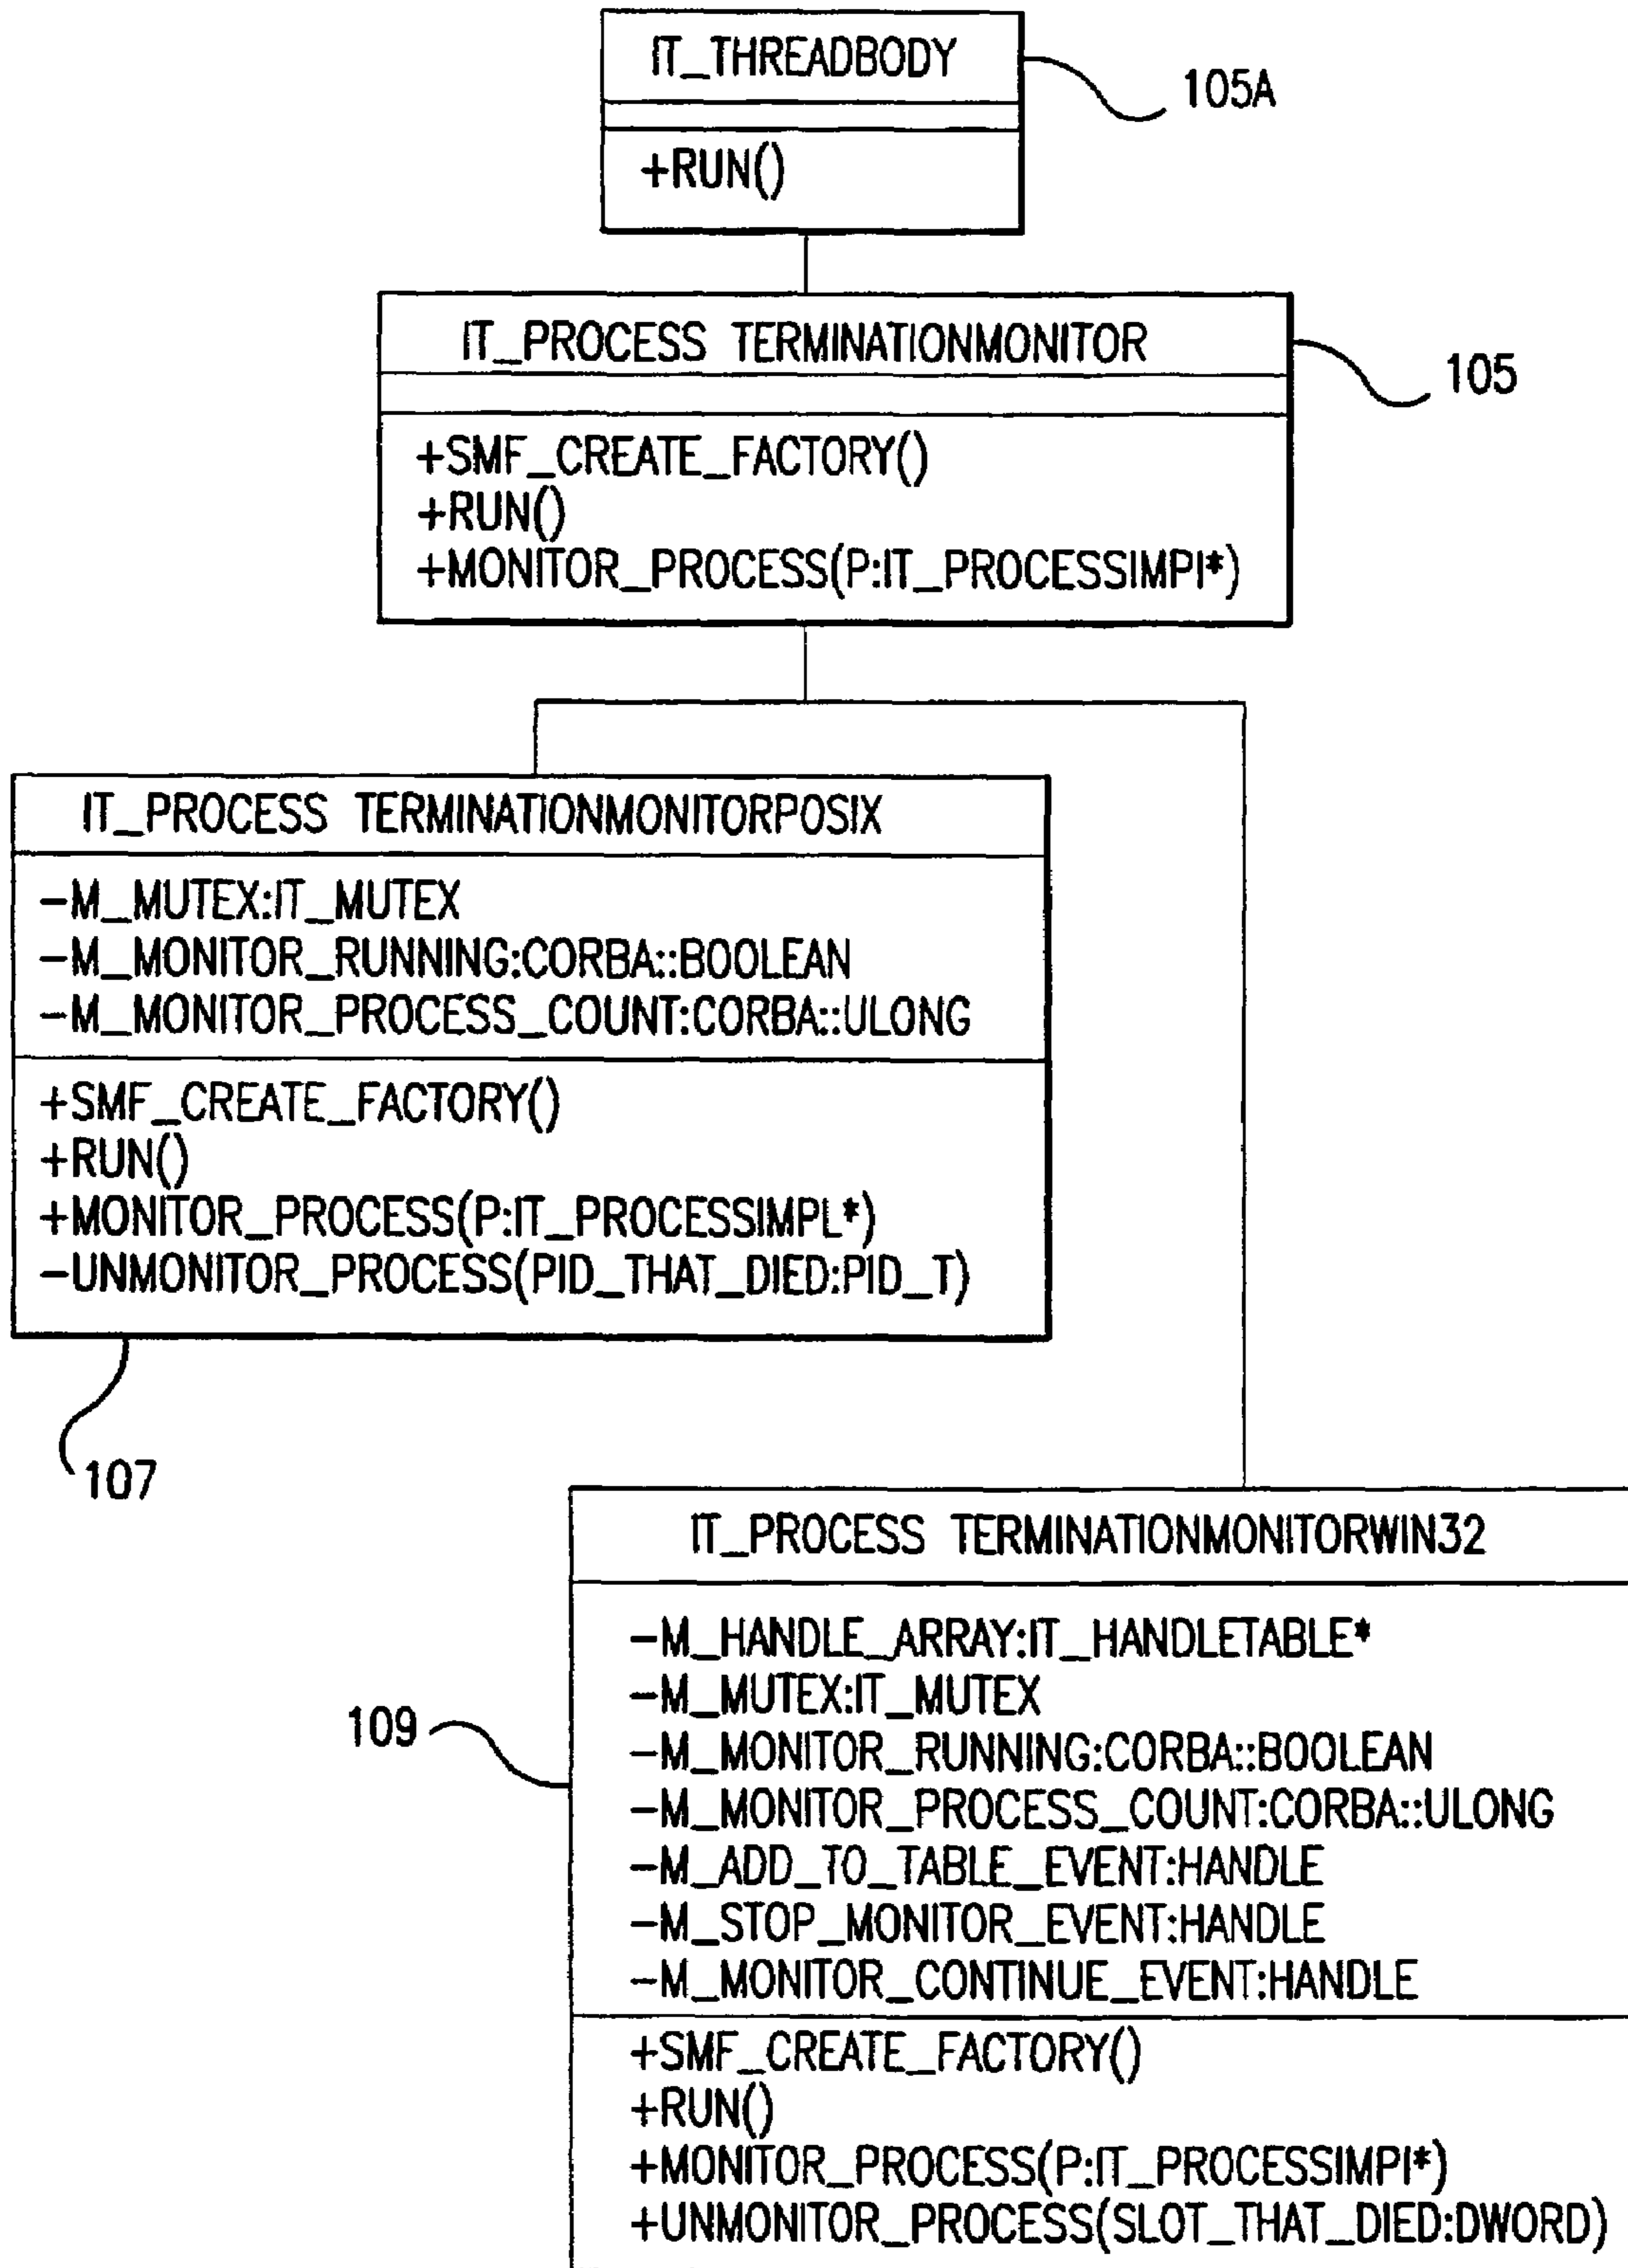 IT_THREADBODY
105A
+RUN()
IT_PROCESS TERMINATIONMONITOR
105
+SMF_CREATE_FACTORY()
+RUN()
+MONITOR_PROCESS(P:IT_PROCESSIMPI*)
IT_PROCESS TERMINATIONMONITORPOSIX
-M_MUTEX:IT_MUTEX
-M_MONITOR_RUNNING:CORBA::BOOLEAN
-M_MONITOR_PROCESS_COUNT:CORBA::ULONG
+SMF_CREATE_FACTORY()
+RUN()
+MONITOR_PROCESS(P:IT_PROCESSIMPL*)
-UNMONITOR_PROCESS(PID_THAT_DIED:PID_T)
107
IT_PROCESS TERMINATIONMONITORWIN32
109
-M_HANDLE_ARRAY:IT_HANDLETABLE*
-M_MUTEX:IT_MUTEX
-M_MONITOR_RUNNING:CORBA::BOOLEAN
-M_MONITOR_PROCESS_COUNT:CORBA::ULONG
-M_ADD_TO_TABLE_EVENT:HANDLE
-M_STOP_MONITOR_EVENT:HANDLE
-M_MONITOR_CONTINUE_EVENT:HANDLE
+SMF_CREATE_FACTORY()
+RUN()
+MONITOR_PROCESS(P:IT_PROCESSIMPI*)
+UNMONITOR_PROCESS(SLOT_THAT_DIED:DWORD)